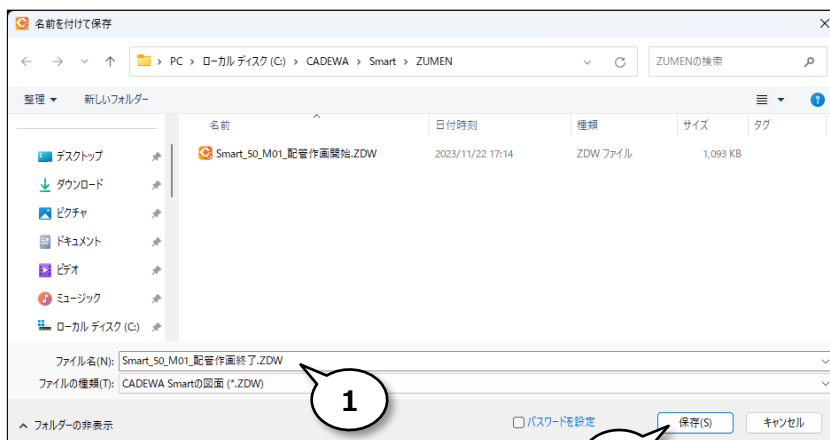 名前を付けて保存
PC › ローカル ディスク (C:) › CADEWA › Smart › ZUMEN
ZUMENの検索
整理
新しいフォルダー
名前 日付時刻 種類 サイズ タグ
Smart_50_M01_配管作画開始.ZDW 2023/11/22 17:14 ZDW ファイル 1,093 KB
デスクトップ
ダウンロード
ピクチャ
ドキュメント
ビデオ
ミュージック
ローカル ディスク (C:)
ファイル名(N): Smart_50_M01_配管作画終了.ZDW
ファイルの種類(T): CADEWA Smartの図面 (*.ZDW)
1
フォルダーの非表示
パスワードを設定
保存(S)
キャンセル